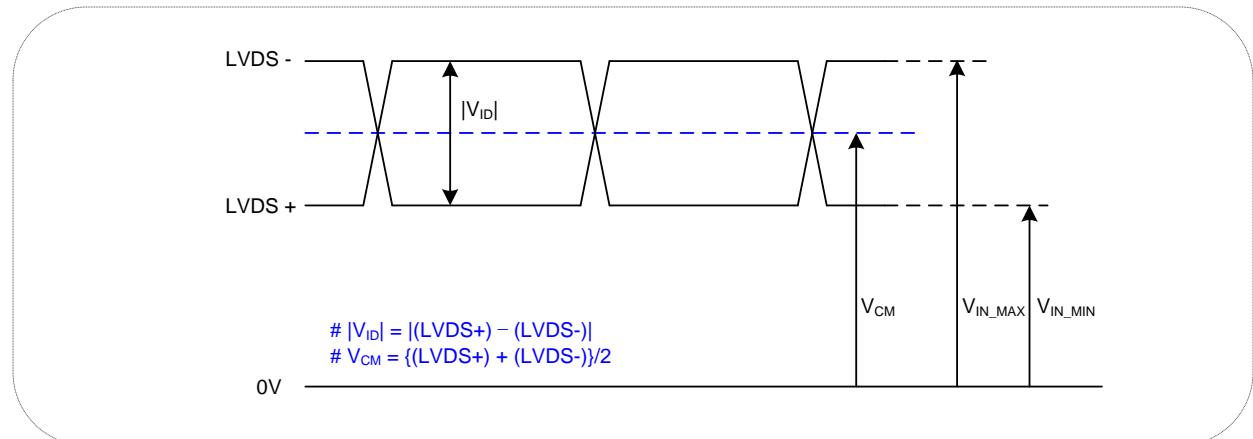 LVDS -
|VID|
LVDS +
VCM
VIN_MAX
VIN_MIN
# |VID| = |(LVDS+) − (LVDS-)|
# VCM = {(LVDS+) + (LVDS-)}/2
0V